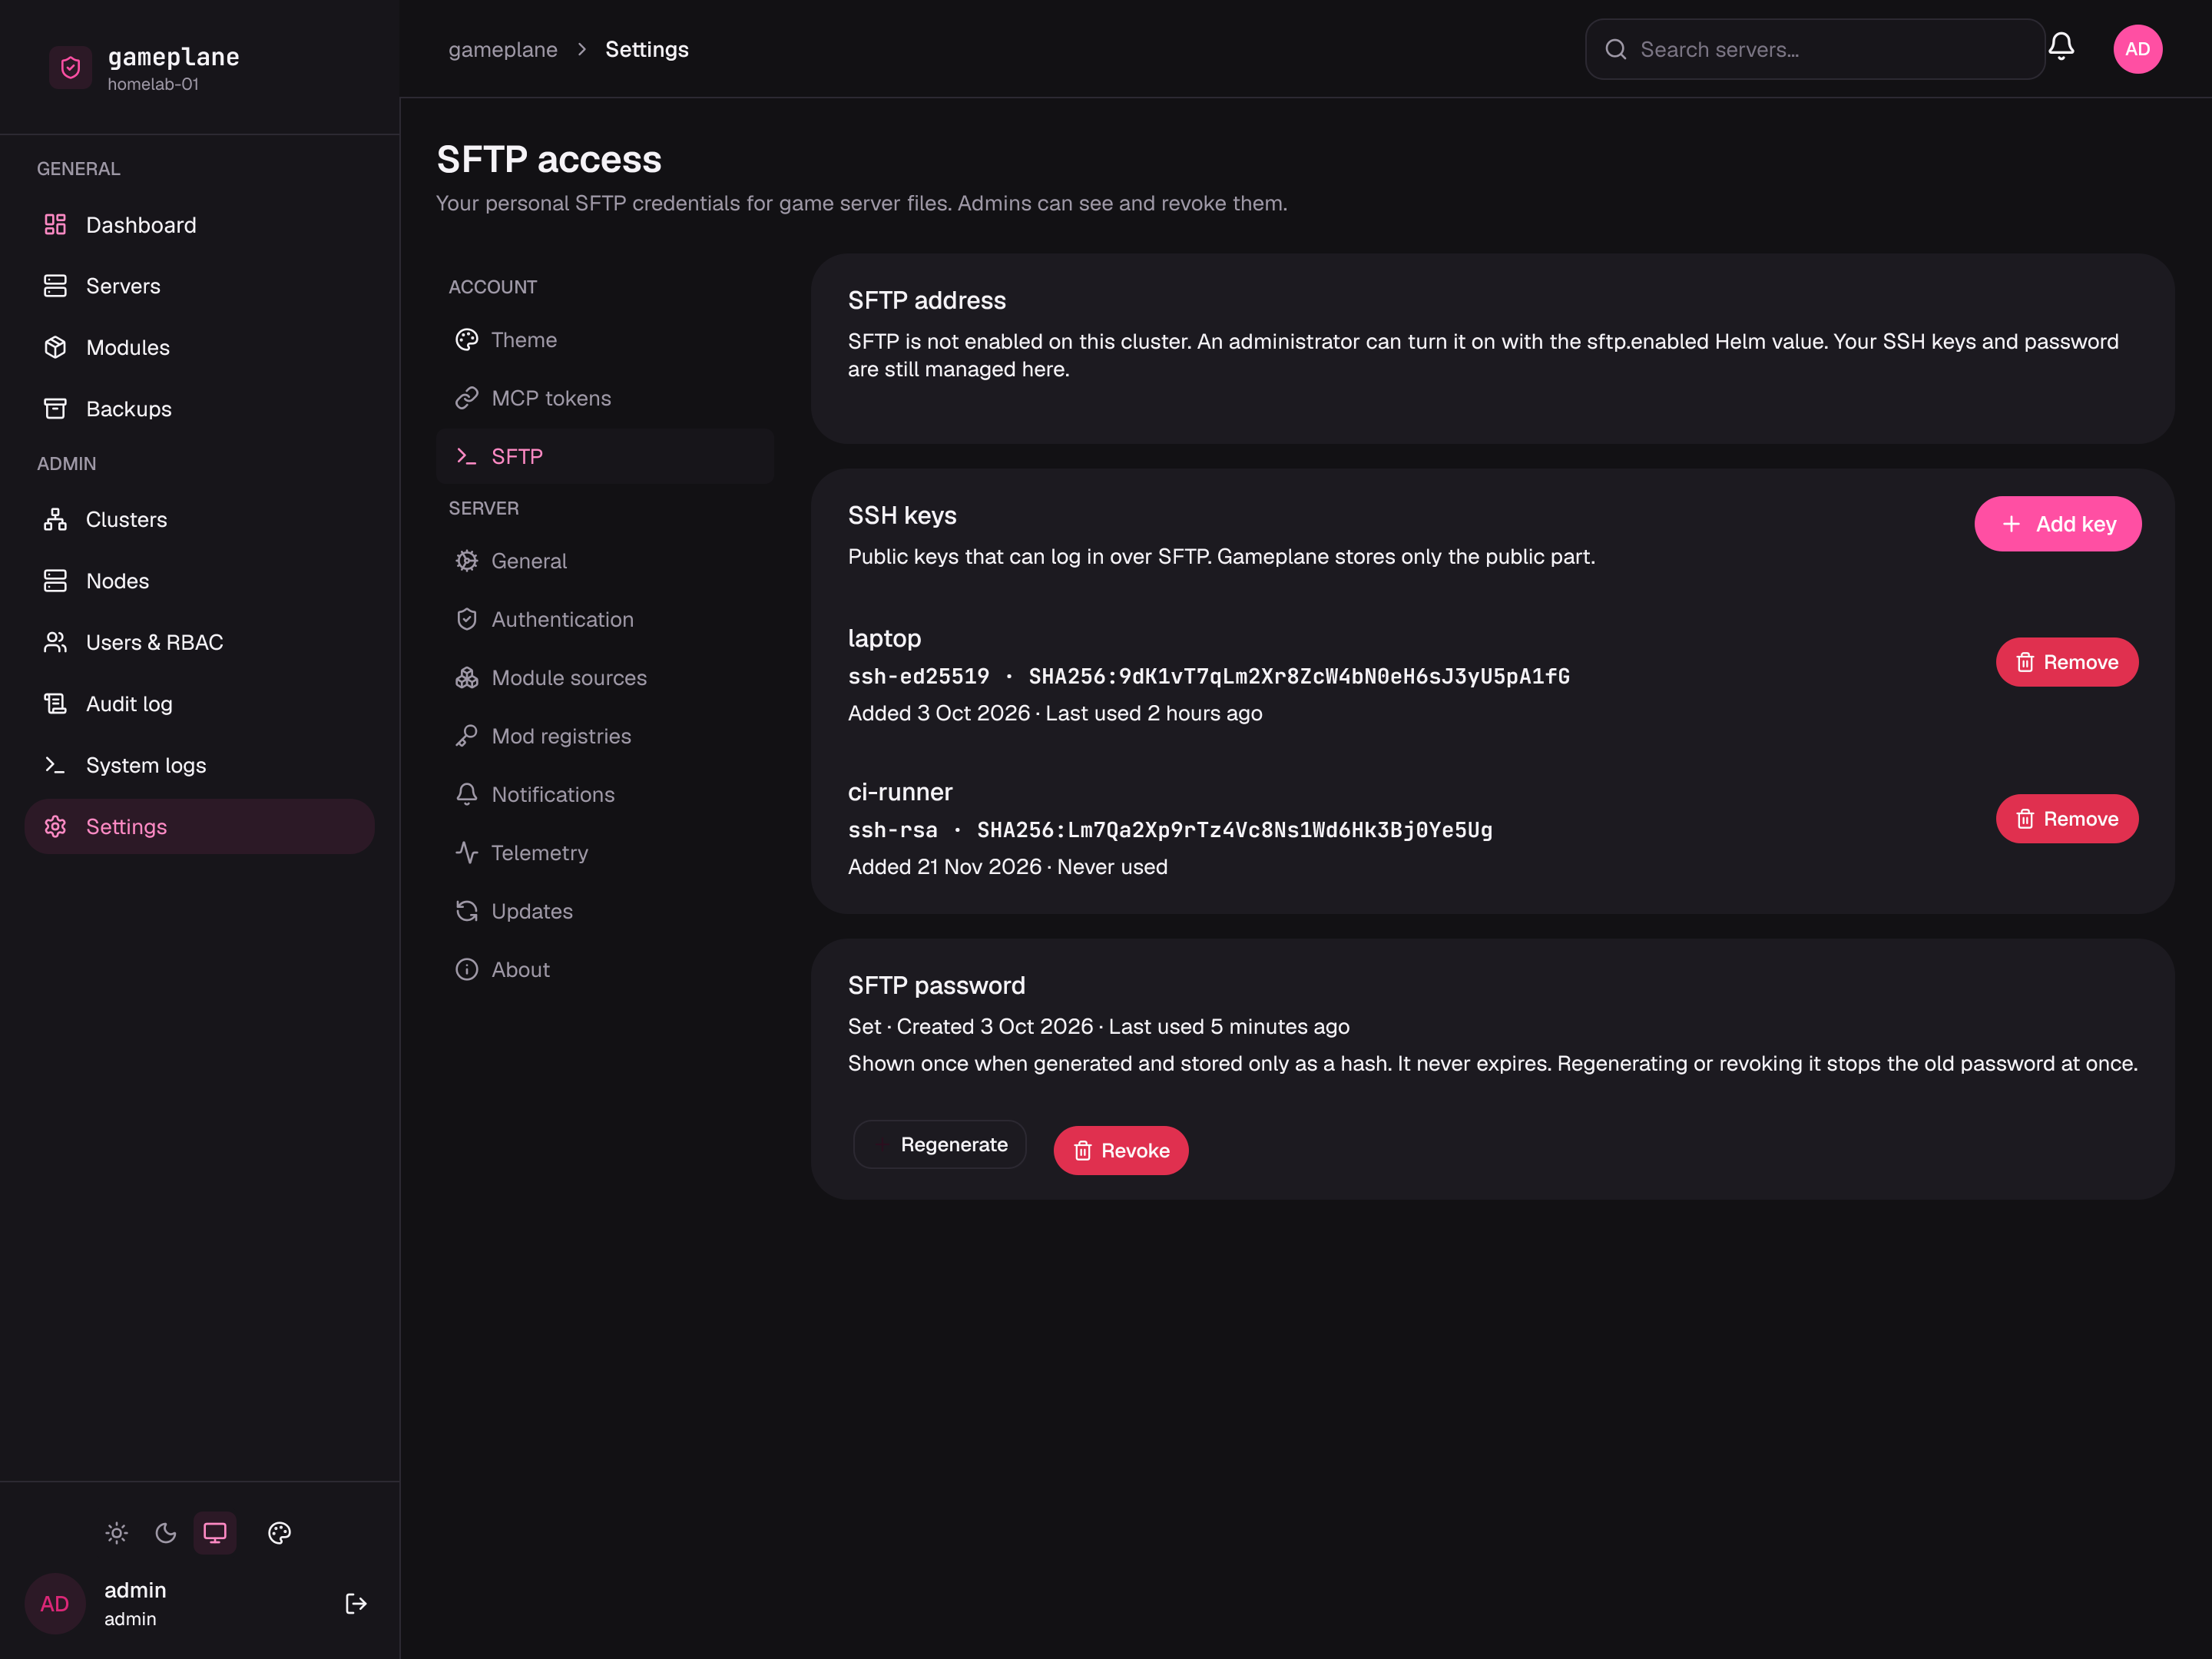 gameplane
homelab-01
GENERAL
Dashboard
Servers
Modules
Backups
ADMIN
Clusters
Nodes
Users & RBAC
Audit log
System logs
Settings
AD
admin
admin
gameplane > Settings
Search servers...
AD
SFTP access
Your personal SFTP credentials for game server files. Admins can see and revoke them.
ACCOUNT
Theme
MCP tokens
SFTP
SERVER
General
Authentication
Module sources
Mod registries
Notifications
Telemetry
Updates
About
SFTP address
SFTP is not enabled on this cluster. An administrator can turn it on with the sftp.enabled Helm value. Your SSH keys and password
are still managed here.
SSH keys
Add key
Public keys that can log in over SFTP. Gameplane stores only the public part.
laptop
ssh-ed25519 · SHA256:9dK1vT7qLm2Xr8ZcW4bN0eH6sJ3yU5pA1fG
Added 3 Oct 2026 · Last used 2 hours ago
Remove
ci-runner
ssh-rsa · SHA256:Lm7Qa2Xp9rTz4Vc8Ns1Wd6Hk3Bj0Ye5Ug
Added 21 Nov 2026 · Never used
Remove
SFTP password
Set · Created 3 Oct 2026 · Last used 5 minutes ago
Shown once when generated and stored only as a hash. It never expires. Regenerating or revoking it stops the old password at once.
Regenerate
Revoke